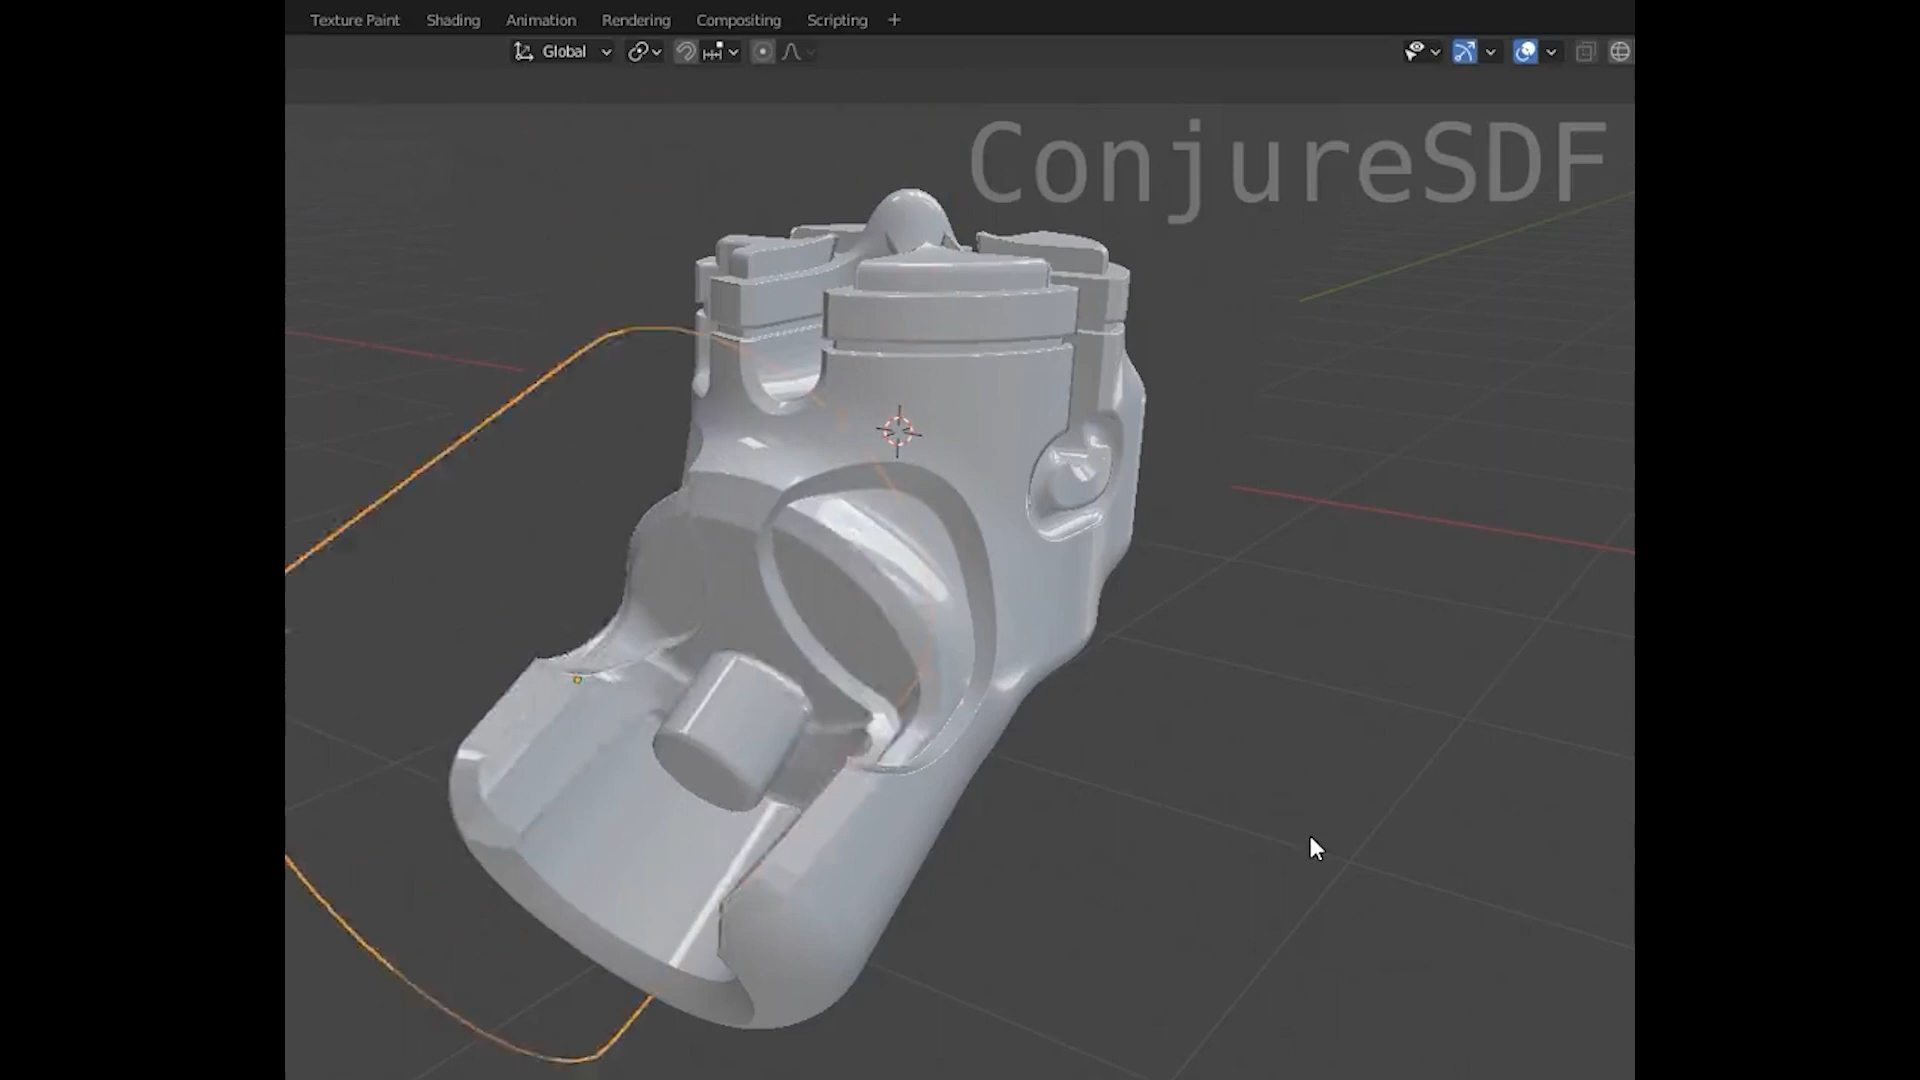 Texture Paint Shading Animation Rendering Compositing Scripting +
Global
ConjureSDF